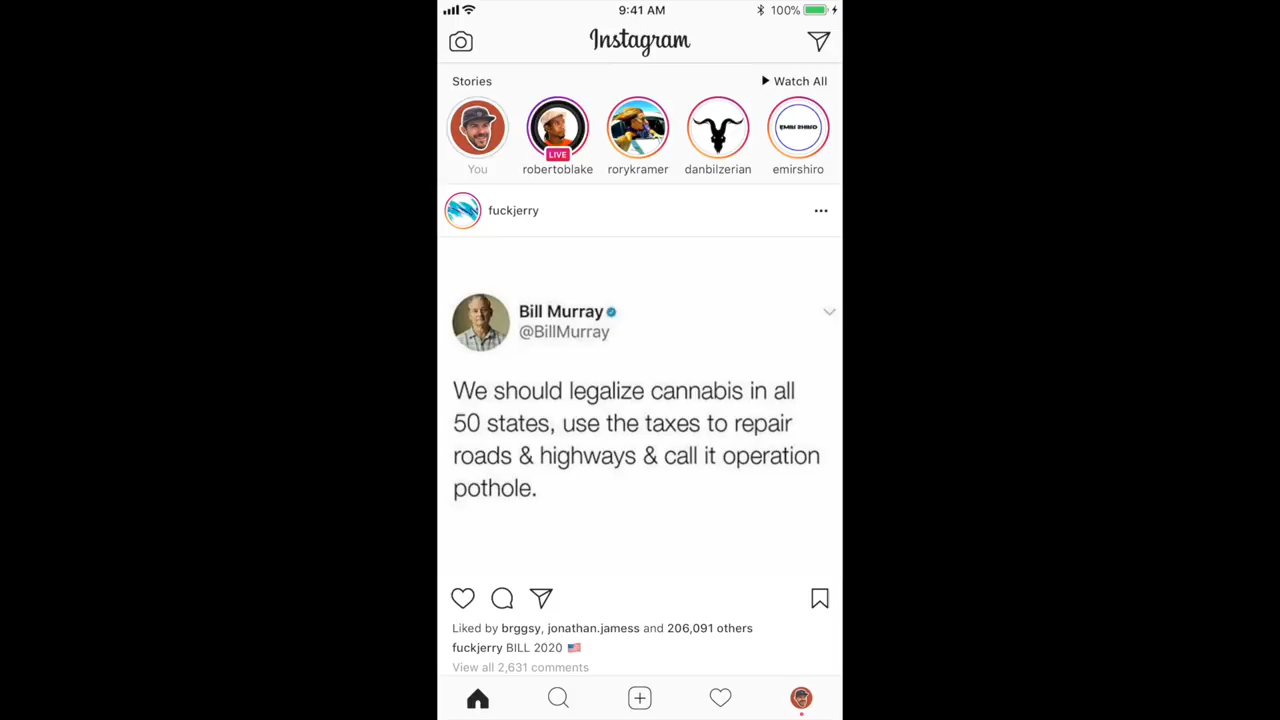 9:41 AM
100%
Instagram
Stories
Watch All
LIVE
EMIR SHIRO
You
robertoblake
rorykramer
danbilzerian
emirshiro
fuckjerry
Bill Murray
@BillMurray
We should legalize cannabis in all
50 states, use the taxes to repair
roads & highways & call it operation
pothole.
Liked by brggsy, jonathan.jamess and 206,091 others
fuckjerry BILL 2020 🇺🇸
View all 2,631 comments